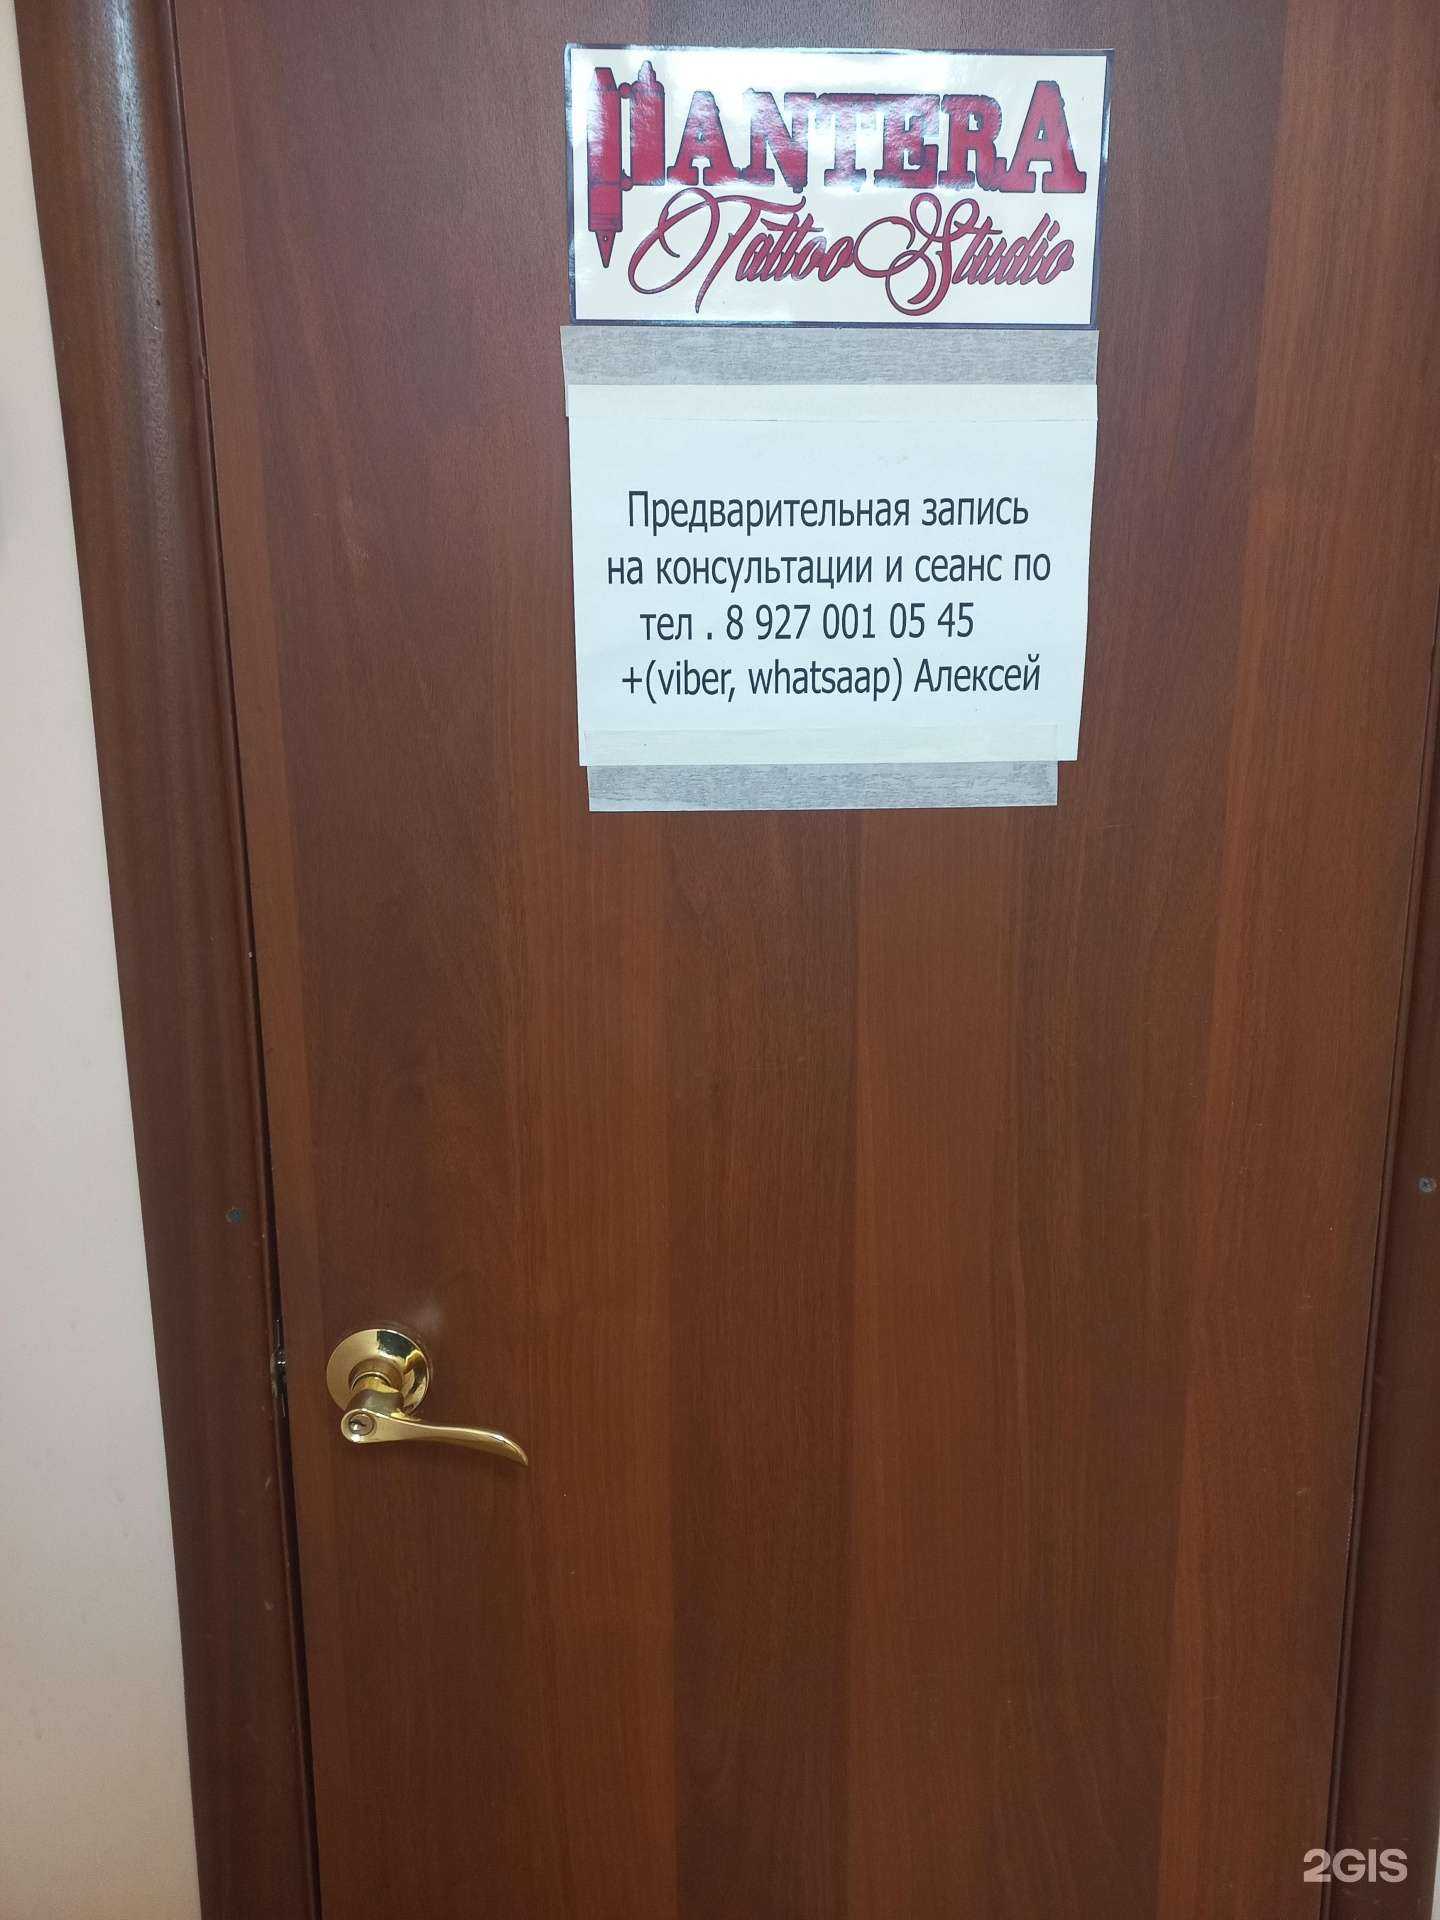 PANTERA
Tattoo Studio
Предварительная запись
на консультации и сеанс по
тел . 8 927 001 05 45
+(viber, whatsaap) Алексей
2GIS